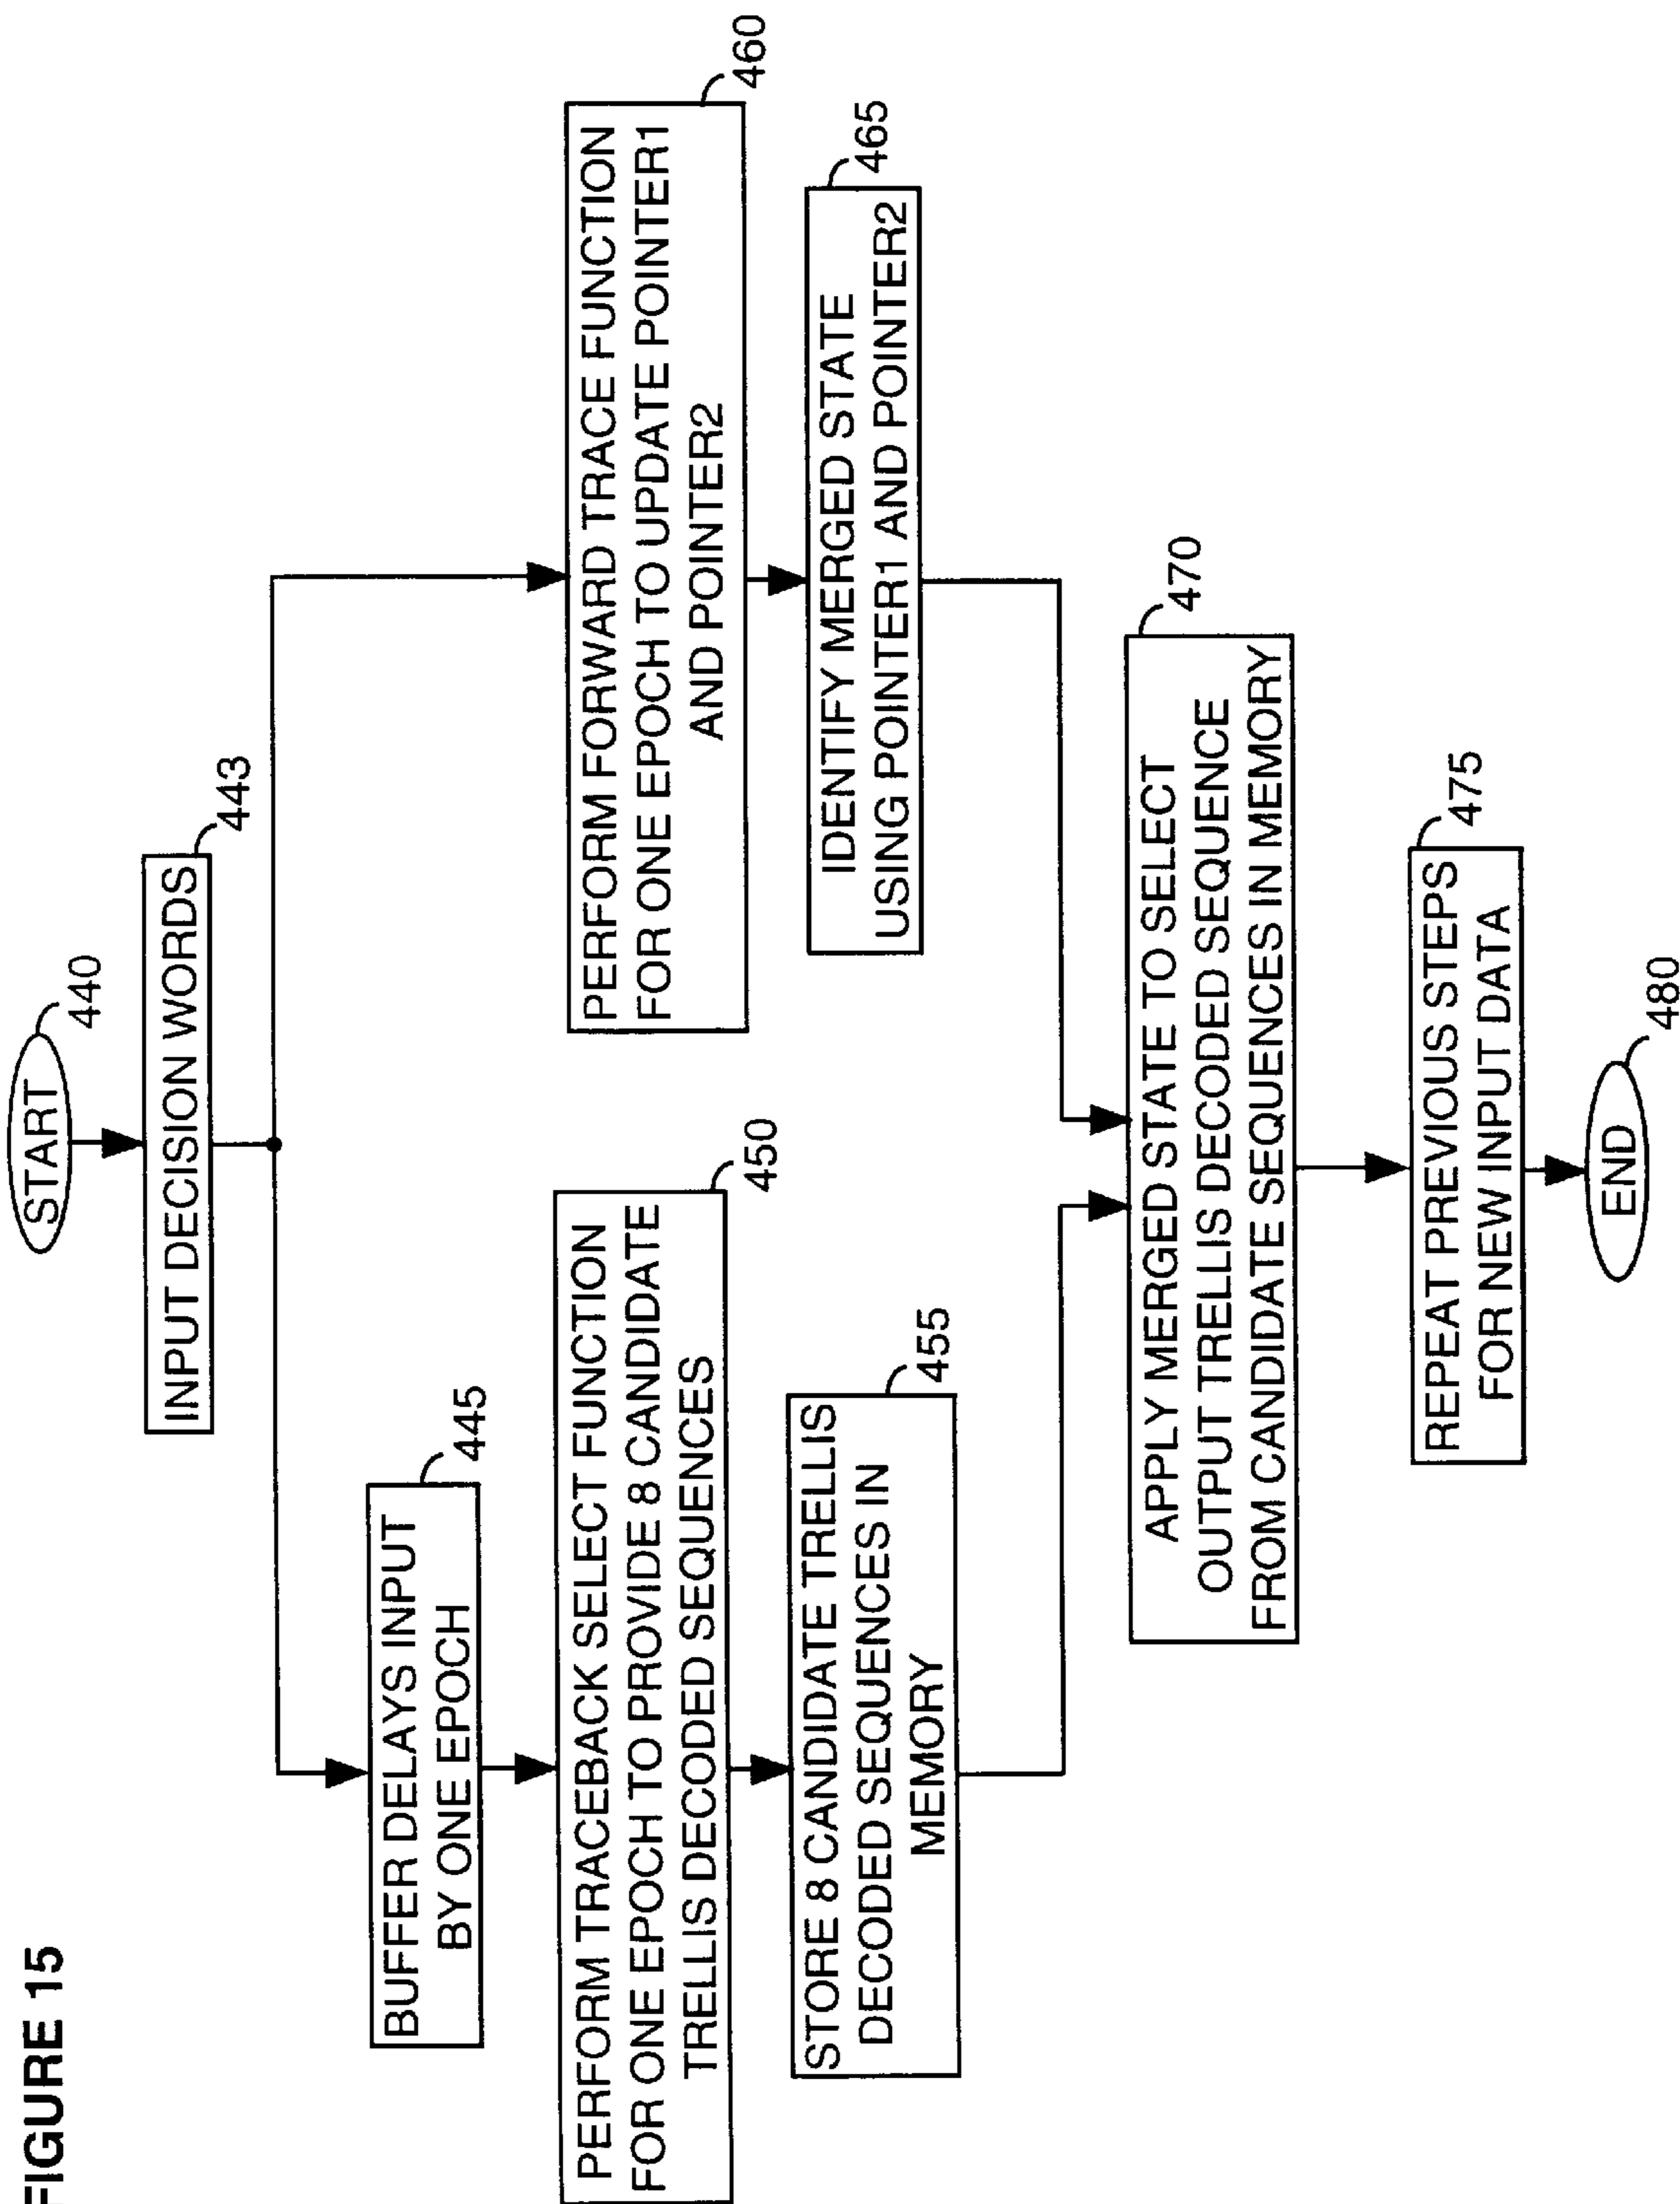 FIGURE 15
START
440
INPUT DECISION WORDS
443
BUFFER DELAYS INPUT
BY ONE EPOCH
445
PERFORM TRACEBACK SELECT FUNCTION
FOR ONE EPOCH TO PROVIDE 8 CANDIDATE
TRELLIS DECODED SEQUENCES
450
STORE 8 CANDIDATE TRELLIS
DECODED SEQUENCES IN
MEMORY
455
PERFORM FORWARD TRACE FUNCTION
FOR ONE EPOCH TO UPDATE POINTER1
AND POINTER2
460
IDENTIFY MERGED STATE
USING POINTER1 AND POINTER2
465
APPLY MERGED STATE TO SELECT
OUTPUT TRELLIS DECODED SEQUENCE
FROM CANDIDATE SEQUENCES IN MEMORY
470
REPEAT PREVIOUS STEPS
FOR NEW INPUT DATA
475
END
480